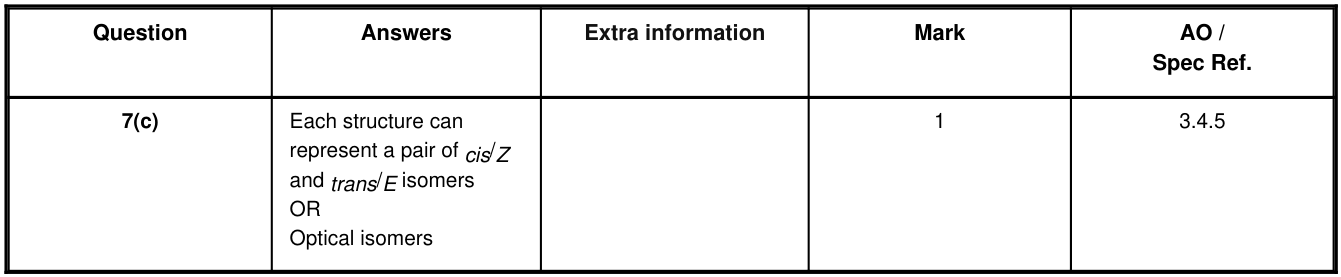 Question Answers Extra information Mark AO /
Spec Ref.
7(c) Each structure can 1 3.4.5
represent a pair of cis/Z
and trans/E isomers
OR
Optical isomers